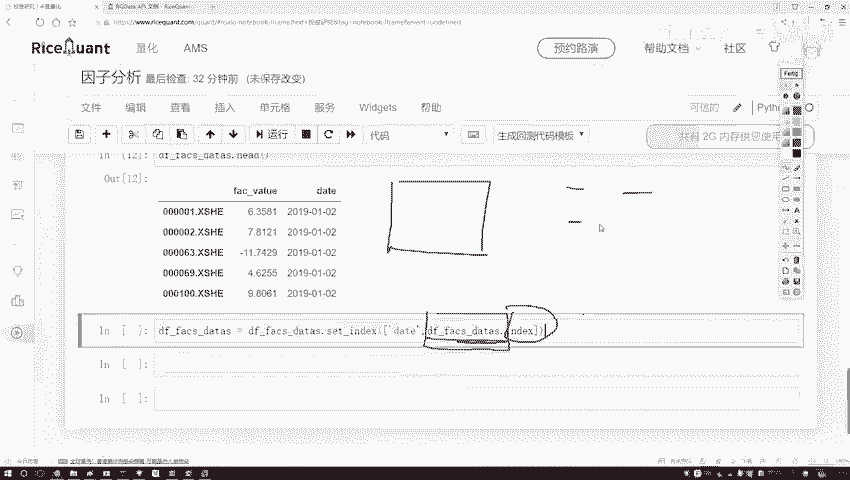 https://www.ricequant.com/quant/
RiceQuant 量化 AMS 预约路演 帮助文档 社区
因子分析 最后检查: 32 分钟前 (未保存改变)
文件 编辑 查看 插入 单元格 服务 Widgets 帮助 可信的
运行 代码 生成回测代码模板 共有 2G 内存供您使用
In [12]: df_facs_datas.head()
Out[12]:
fac_value date
000001.XSHE 6.3581 2019-01-02
000002.XSHE 7.8121 2019-01-02
000063.XSHE -11.7429 2019-01-02
000069.XSHE 4.6255 2019-01-02
000100.XSHE 9.8061 2019-01-02
In [ ]: df_facs_datas = df_facs_datas.set_index(['date',df_facs_datas.index])
In [ ]:
In [ ]: